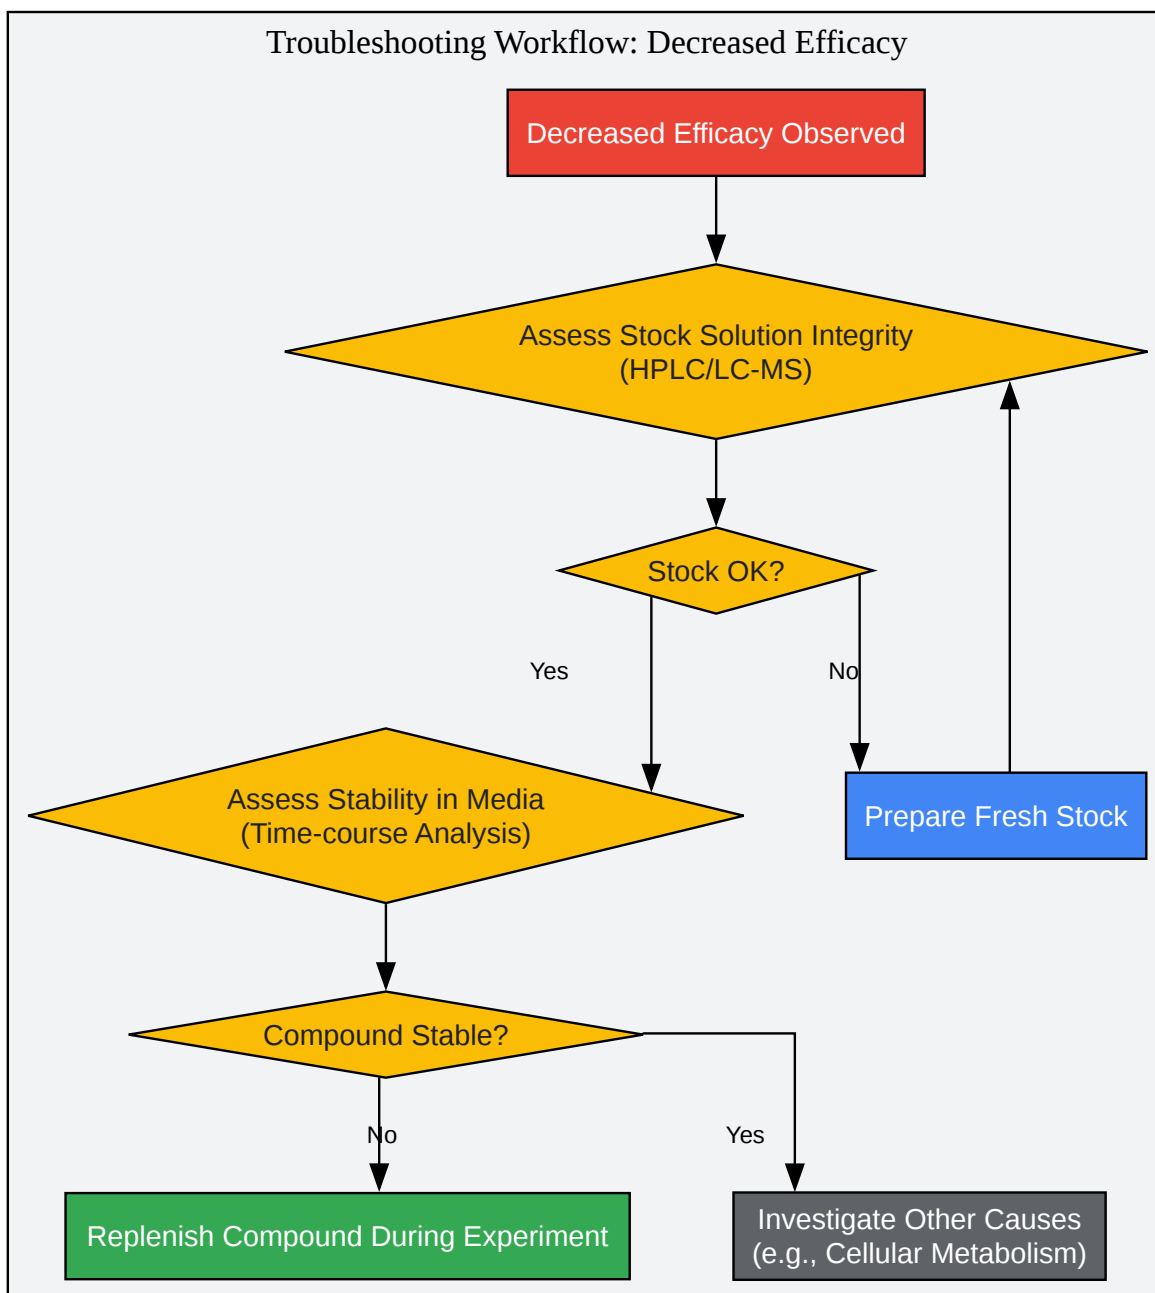 Troubleshooting Workflow: Decreased Efficacy
Decreased Efficacy Observed
Assess Stock Solution Integrity
(HPLC/LC-MS)
Stock OK?
Yes
No
Assess Stability in Media
(Time-course Analysis)
Prepare Fresh Stock
Compound Stable?
No
Yes
Replenish Compound During Experiment
Investigate Other Causes
(e.g., Cellular Metabolism)